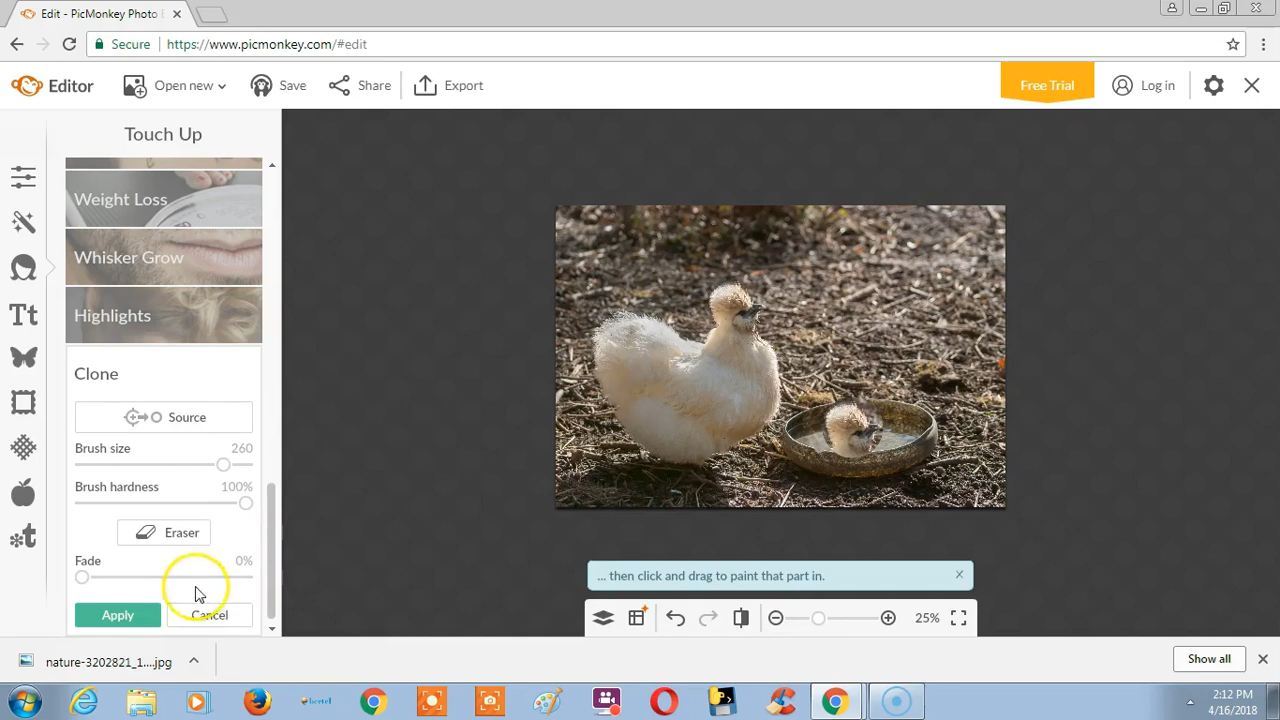 Edit - PicMonkey Photo E
Secure https://www.picmonkey.com/#edit
Editor Open new Save Share Export Free Trial Log in
Touch Up
Weight Loss
Whisker Grow
Highlights
Clone
Source
Brush size 260
Brush hardness 100%
Eraser
Fade 0%
Apply Cancel
... then click and drag to paint that part in.
25%
nature-3202821_1....jpg Show all
2:12 PM
4/16/2018